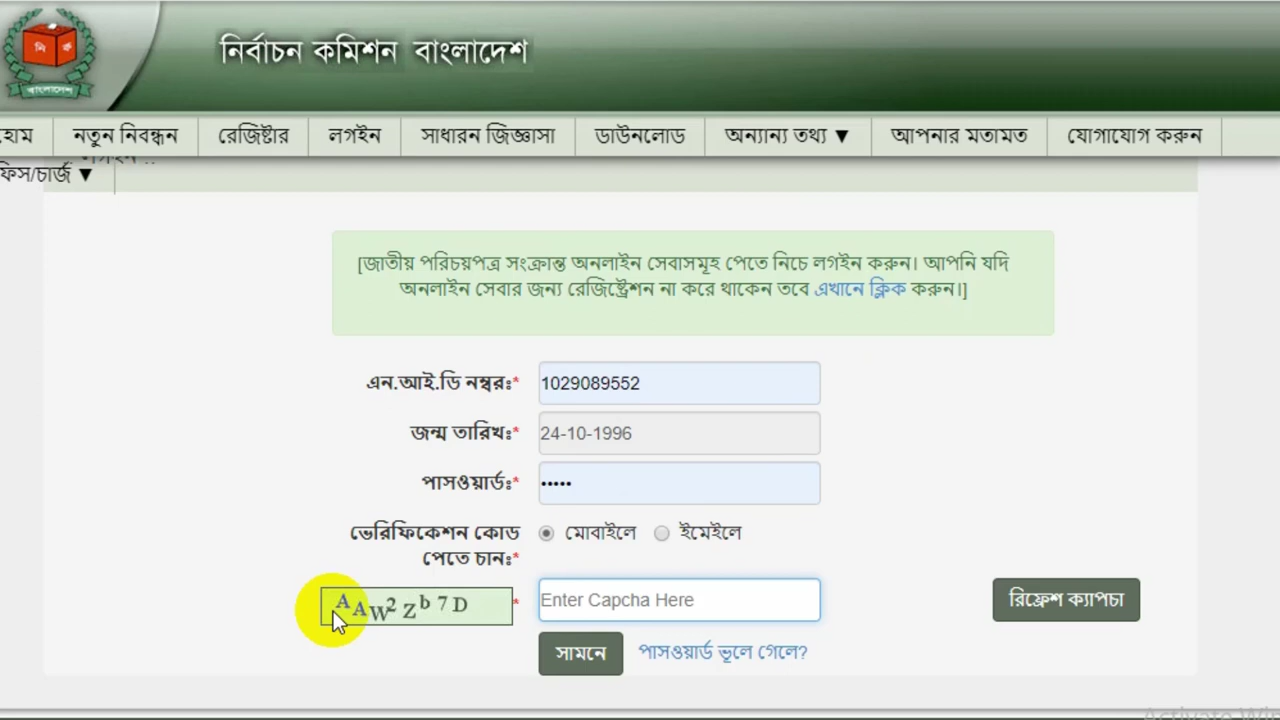 নি ক
বাংলাদেশ
নির্বাচন কমিশন বাংলাদেশ
হোম নতুন নিবন্ধন রেজিষ্টার লগইন সাধারন জিজ্ঞাসা ডাউনলোড অন্যান্য তথ্য ▼ আপনার মতামত যোগাযোগ করুন
ফিস/চার্জ ▼
[জাতীয় পরিচয়পত্র সংক্রান্ত অনলাইন সেবাসমূহ পেতে নিচে লগইন করুন। আপনি যদি
অনলাইন সেবার জন্য রেজিষ্ট্রেশন না করে থাকেন তবে এখানে ক্লিক করুন।]
এন.আই.ডি নম্বরঃ* 1029089552
জন্ম তারিখঃ* 24-10-1996
পাসওয়ার্ডঃ* •••••
ভেরিফিকেশন কোড মোবাইলে ইমেইলে
পেতে চানঃ*
A A W 2 Z b 7 D * Enter Capcha Here রিফ্রেশ ক্যাপচা
সামনে পাসওয়ার্ড ভূলে গেলে?